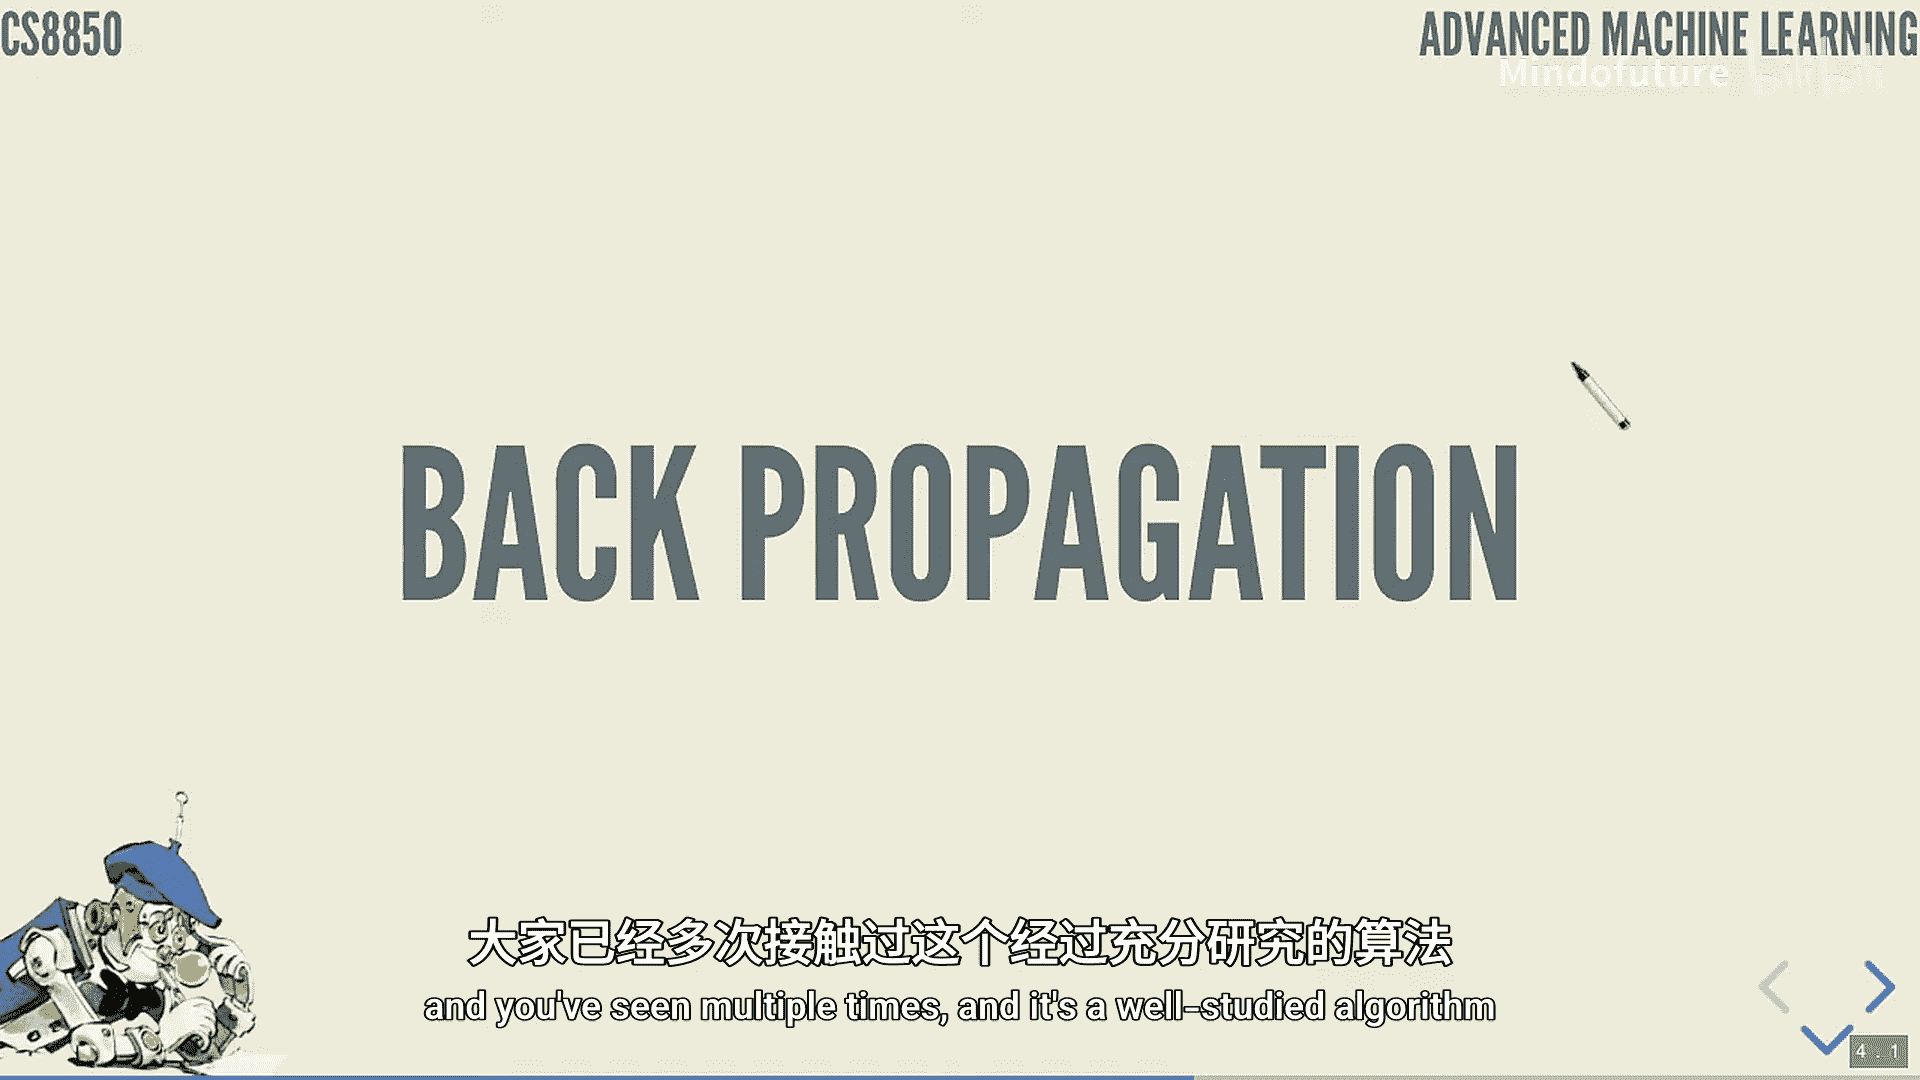 CS8850
ADVANCED MACHINE LEARNING
Mindofuture bilibili
BACK PROPAGATION
大家已经多次接触过这个经过充分研究的算法
and you've seen multiple times, and it's a well-studied algorithm
4.1